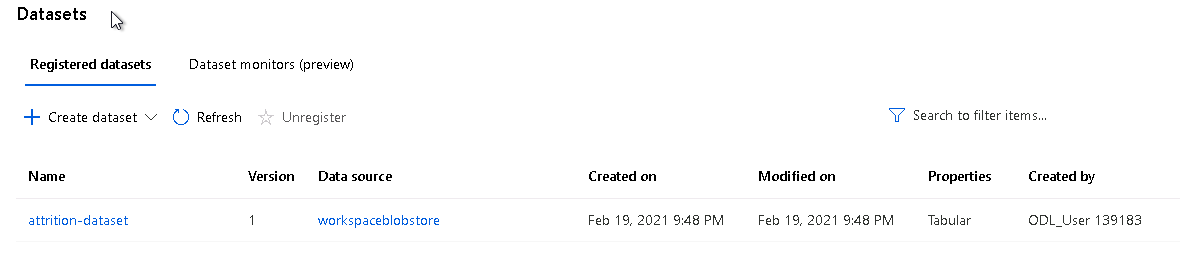 Datasets
Registered datasets Dataset monitors (preview)
Create dataset Refresh Unregister Search to filter items...
Name Version Data source Created on Modified on Properties Created by
attrition-dataset 1 workspaceblobstore Feb 19, 2021 9:48 PM Feb 19, 2021 9:48 PM Tabular ODL_User 139183